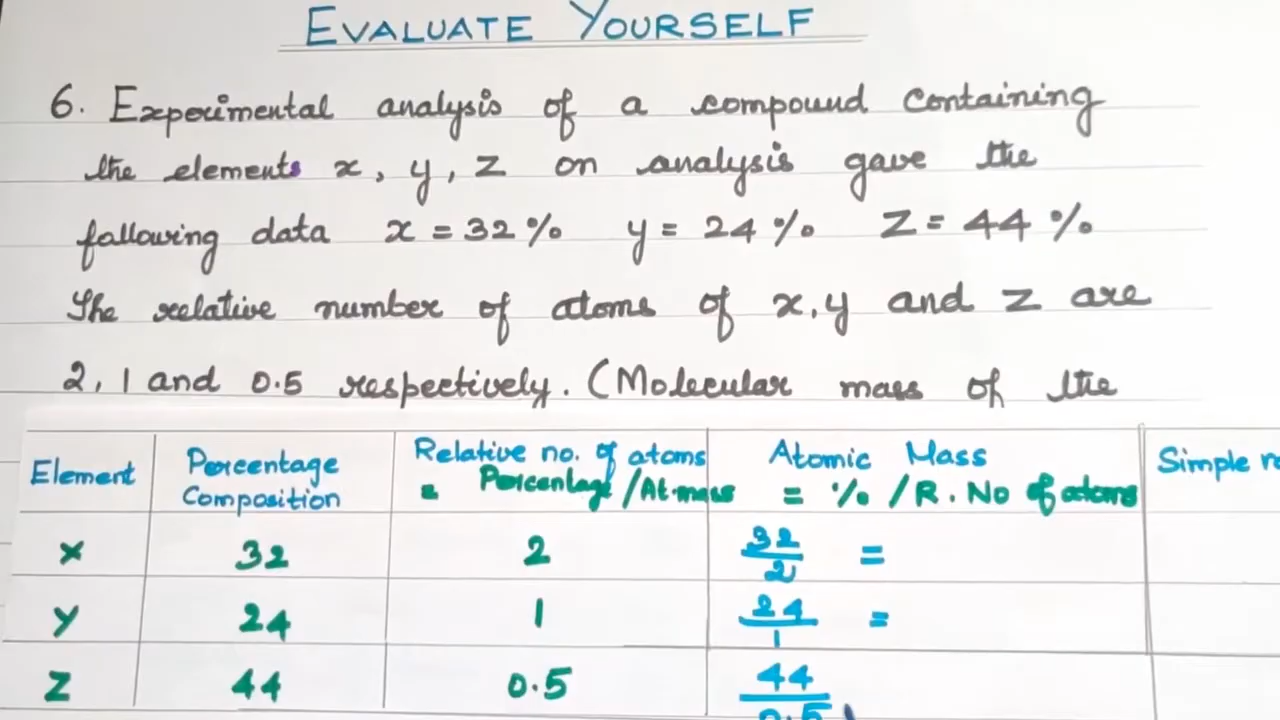 EVALUATE YOURSELF
6. Experimental analysis of a compound containing
the elements x, y, z on analysis gave the
following data x = 32% y = 24% Z = 44%
The relative number of atoms of x, y and z are
2, 1 and 0.5 respectively. (Molecular mass of the
Element
Percentage Composition
Relative no. of atoms = Percentage / At.mass
Atomic Mass = % / R. No of atoms
Simple
X 32 2 32/2 =
Y 24 1 24/1 =
Z 44 0.5 44/0.5